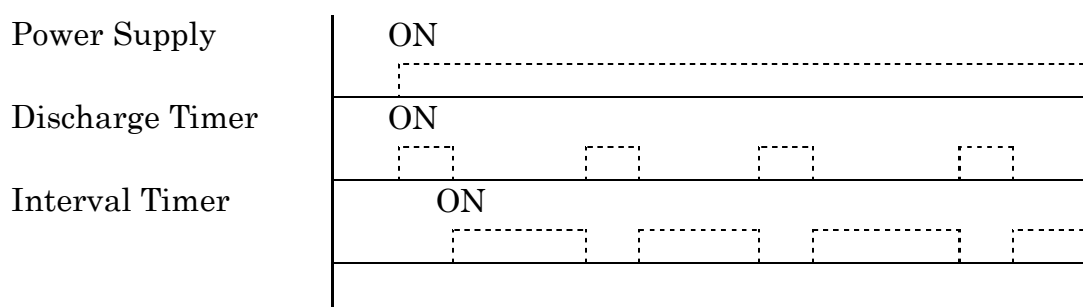 Power Supply ON
Discharge Timer ON
Interval Timer ON